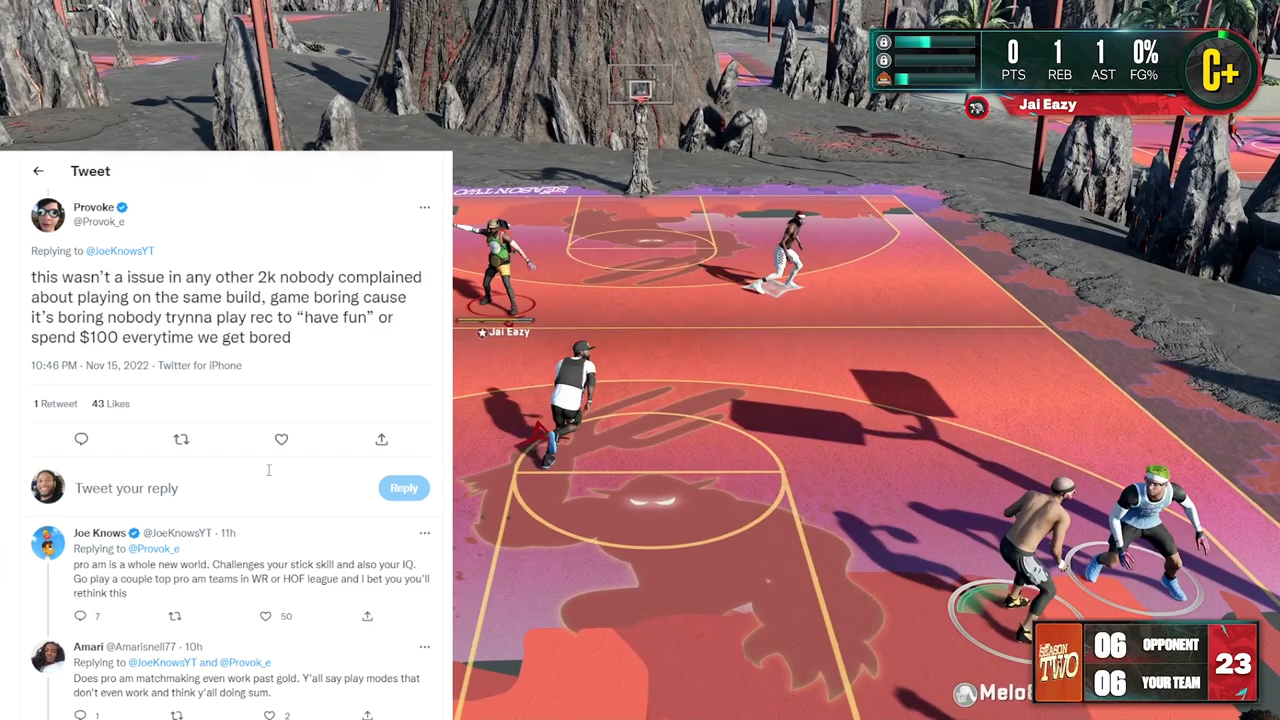 0 1 1 0%
PTS REB AST FG%
C+
Jai Eazy
Tweet
Provoke
@Provok_e
Replying to @JoeKnowsYT
this wasn't a issue in any other 2k nobody complained
about playing on the same build, game boring cause
it's boring nobody trynna play rec to “have fun” or
spend $100 everytime we get bored
10:46 PM · Nov 15, 2022 · Twitter for iPhone
1 Retweet 43 Likes
Tweet your reply
Reply
Joe Knows @JoeKnowsYT · 11h
Replying to @Provok_e
pro am is a whole new world. Challenges your stick skill and also your IQ.
Go play a couple top pro am teams in WR or HOF league and I bet you you'll
rethink this
7 50
Amari @Amarisnell77 · 10h
Replying to @JoeKnowsYT and @Provok_e
Does pro am matchmaking even work past gold. Y'all say play modes that
don't even work and think y'all doing sum.
1 2
SEASON TWO
Jai Eazy
Melo
SEASON
TWO
06 OPPONENT
06 YOUR TEAM
23